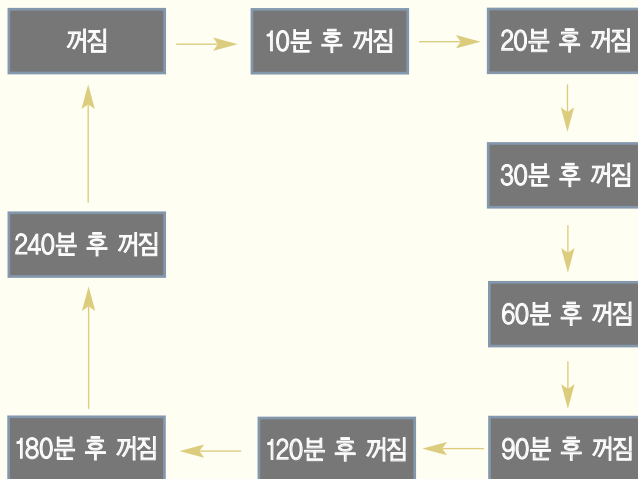 꺼짐
10분 후 꺼짐
20분 후 꺼짐
30분 후 꺼짐
60분 후 꺼짐
90분 후 꺼짐
120분 후 꺼짐
180분 후 꺼짐
240분 후 꺼짐